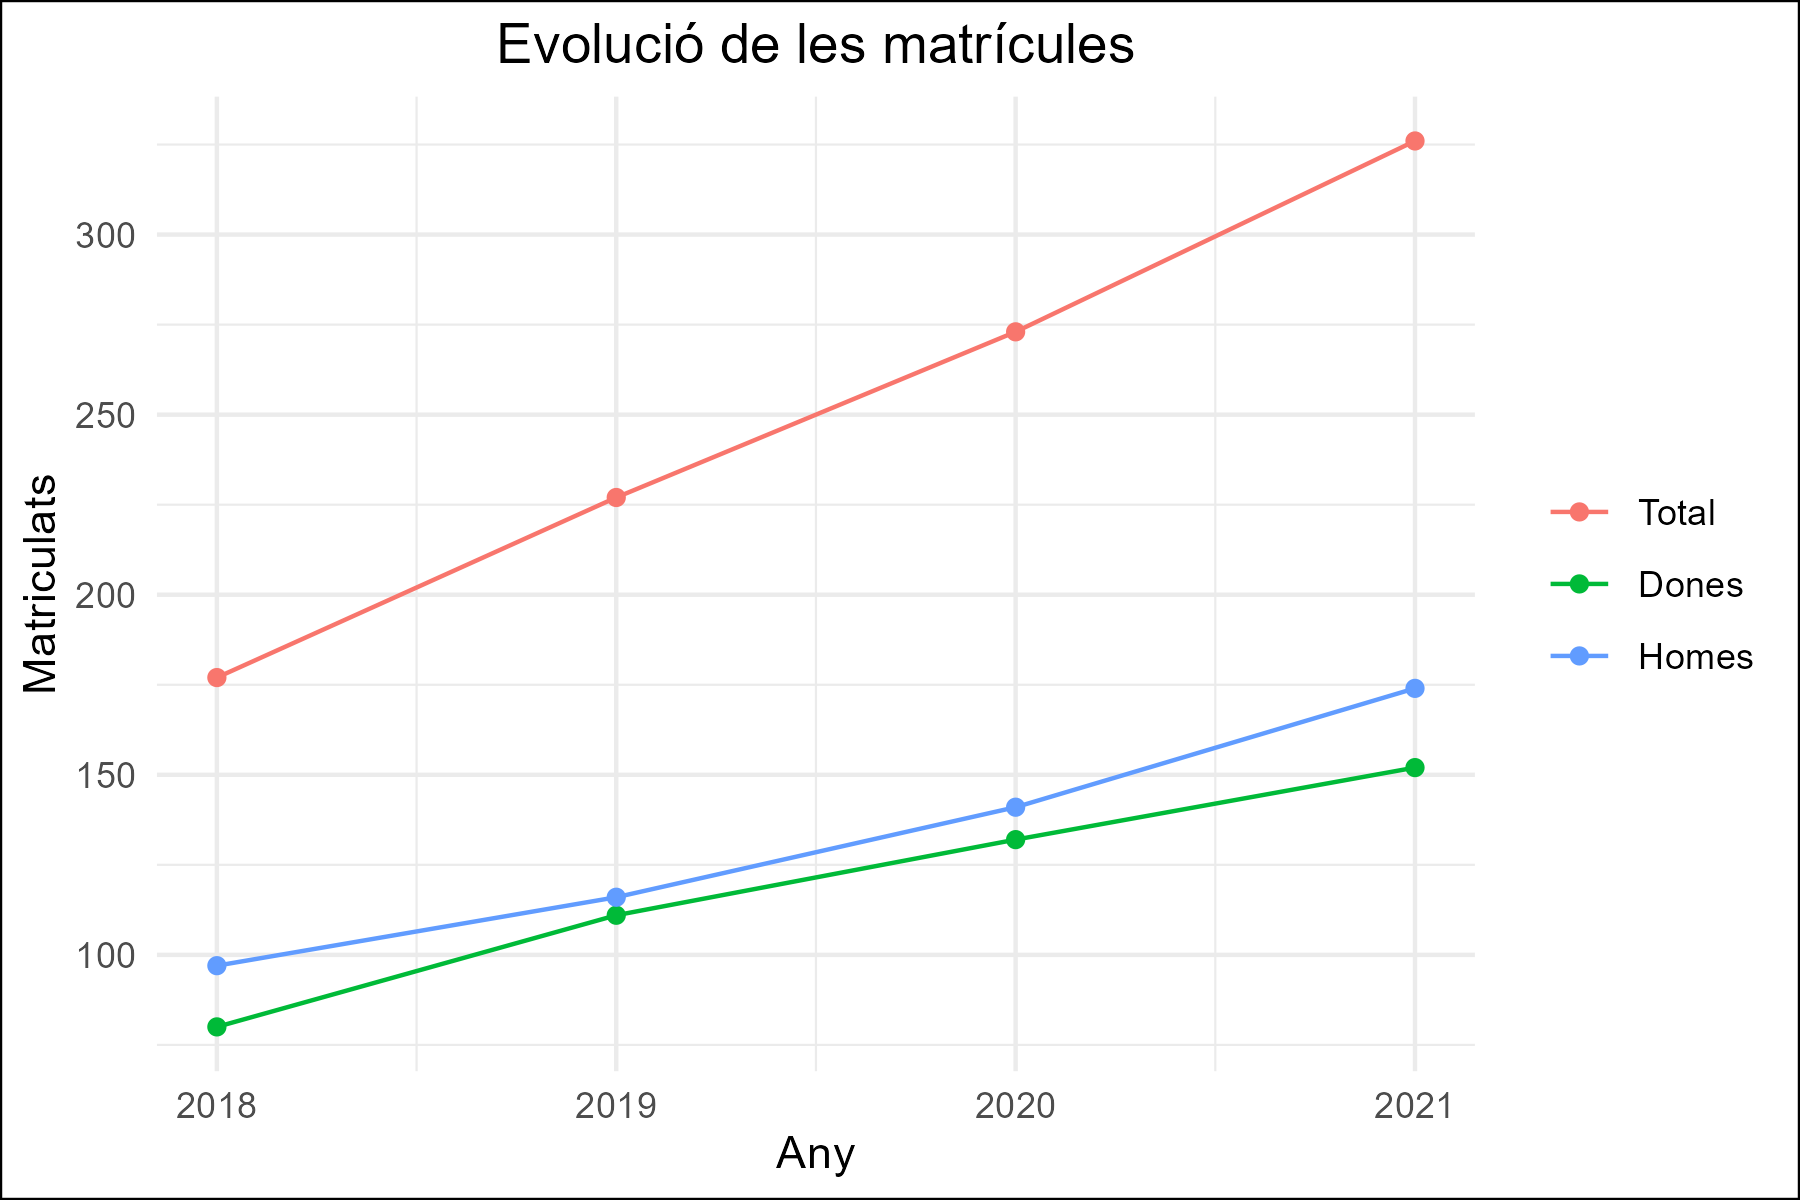 Evolució de les matrícules
Matriculats
300
250
200
150
100
2018 2019 2020 2021
Any
Total
Dones
Homes